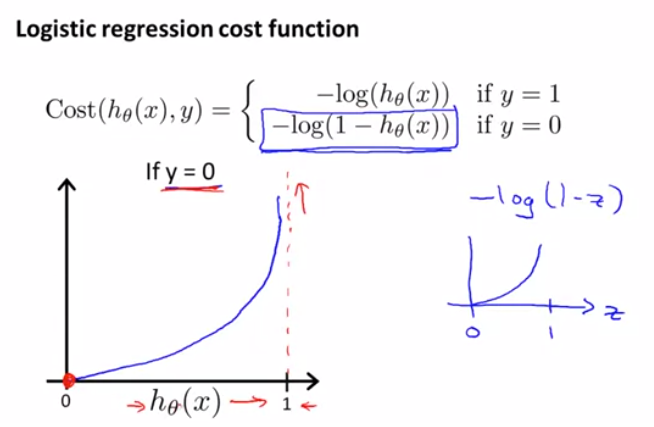 Logistic regression cost function
Cost(hθ(x), y) = { −log(hθ(x)) if y = 1
−log(1 − hθ(x)) if y = 0
If y = 0
−log(1−z)
z
0 1
0 → hθ(x) → 1 ←